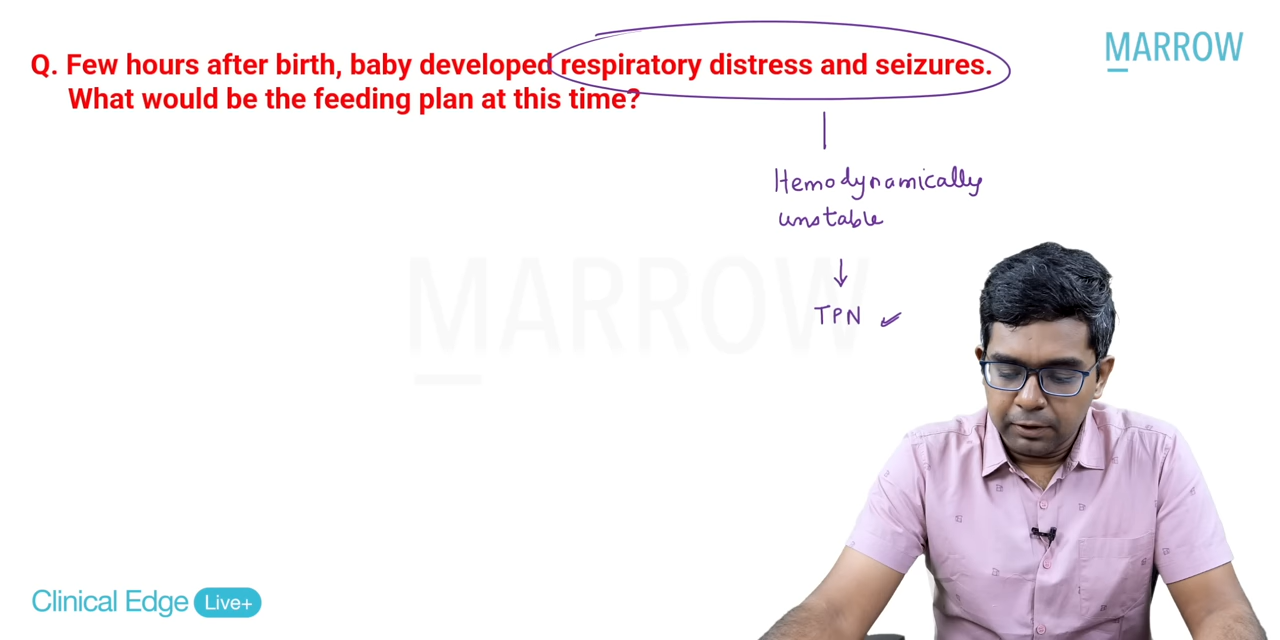 MARROW
Q. Few hours after birth, baby developed respiratory distress and seizures.
What would be the feeding plan at this time?
Hemodynamically
unstable
TPN
MARROW
Clinical Edge Live+